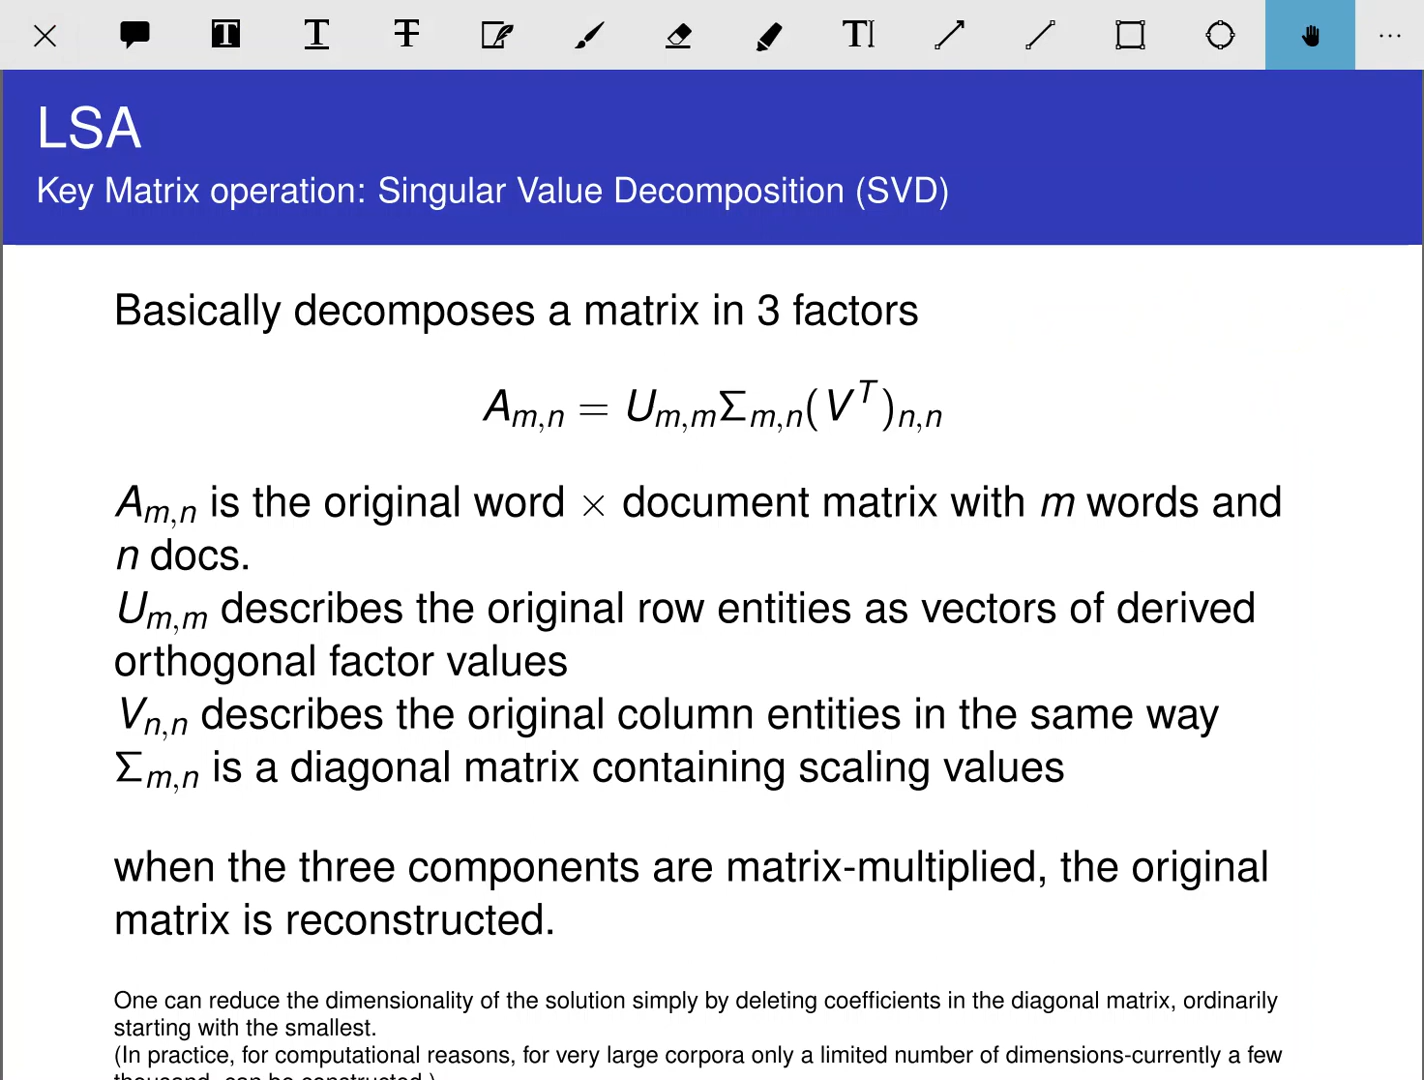 LSA
Key Matrix operation: Singular Value Decomposition (SVD)
Basically decomposes a matrix in 3 factors
A_{m,n} = U_{m,m}Σ_{m,n}(V^T)_{n,n}
A_{m,n} is the original word × document matrix with m words and
n docs.
U_{m,m} describes the original row entities as vectors of derived
orthogonal factor values
V_{n,n} describes the original column entities in the same way
Σ_{m,n} is a diagonal matrix containing scaling values
when the three components are matrix-multiplied, the original
matrix is reconstructed.
One can reduce the dimensionality of the solution simply by deleting coefficients in the diagonal matrix, ordinarily
starting with the smallest.
(In practice, for computational reasons, for very large corpora only a limited number of dimensions-currently a few
thousand, can be constructed.)